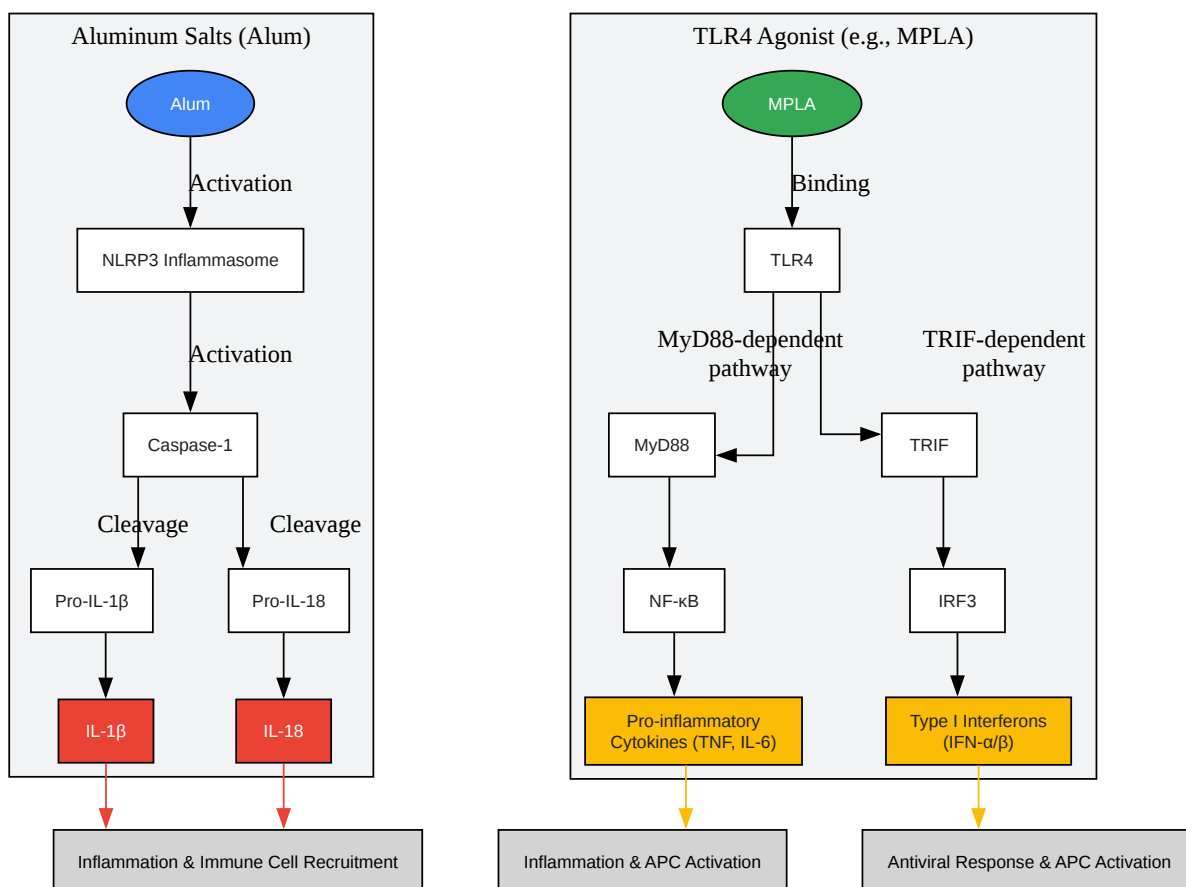 Aluminum Salts (Alum)
Alum
Activation
NLRP3 Inflammasome
Activation
Caspase-1
Cleavage
Cleavage
Pro-IL-1β
Pro-IL-18
IL-1β
IL-18
Inflammation & Immune Cell Recruitment
TLR4 Agonist (e.g., MPLA)
MPLA
Binding
TLR4
MyD88-dependent
pathway
TRIF-dependent
pathway
MyD88
TRIF
NF-κB
IRF3
Pro-inflammatory
Cytokines (TNF, IL-6)
Type I Interferons
(IFN-α/β)
Inflammation & APC Activation
Antiviral Response & APC Activation